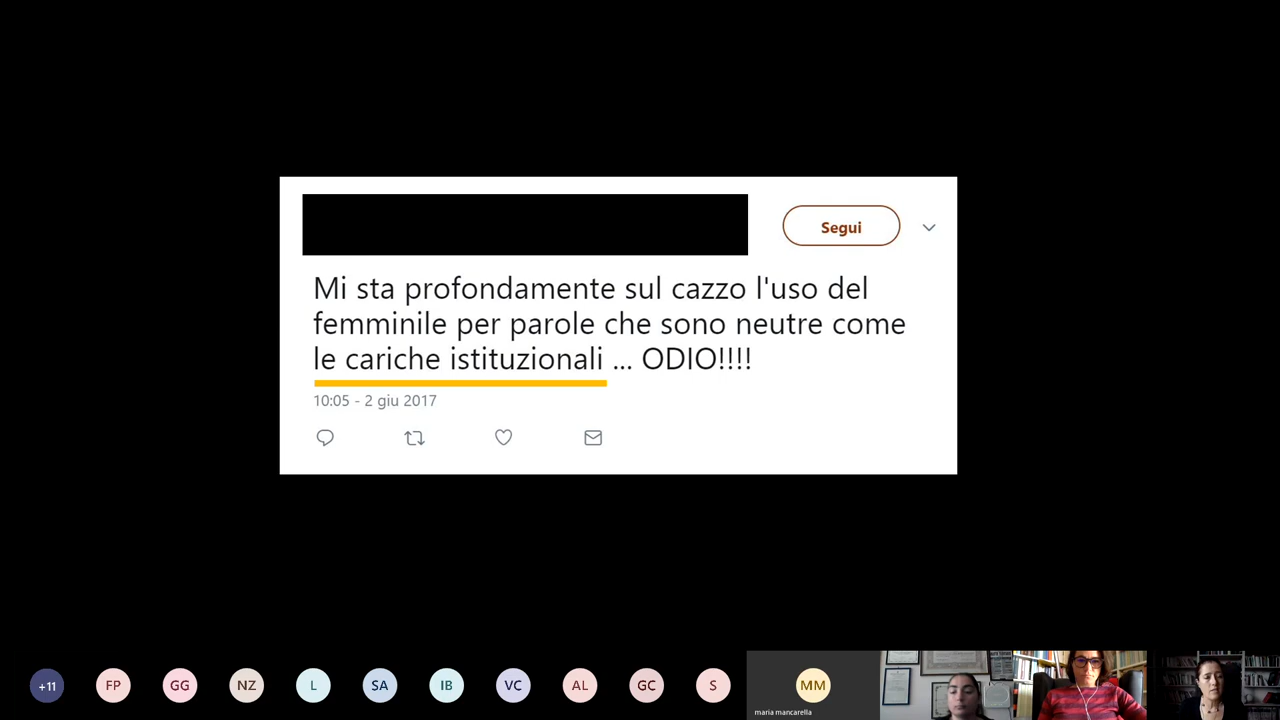 Segui
Mi sta profondamente sul cazzo l'uso del
femminile per parole che sono neutre come
le cariche istituzionali ... ODIO!!!!
10:05 - 2 giu 2017
+11
FP
GG
NZ
L
SA
IB
VC
AL
GC
S
MM
maria mancarella